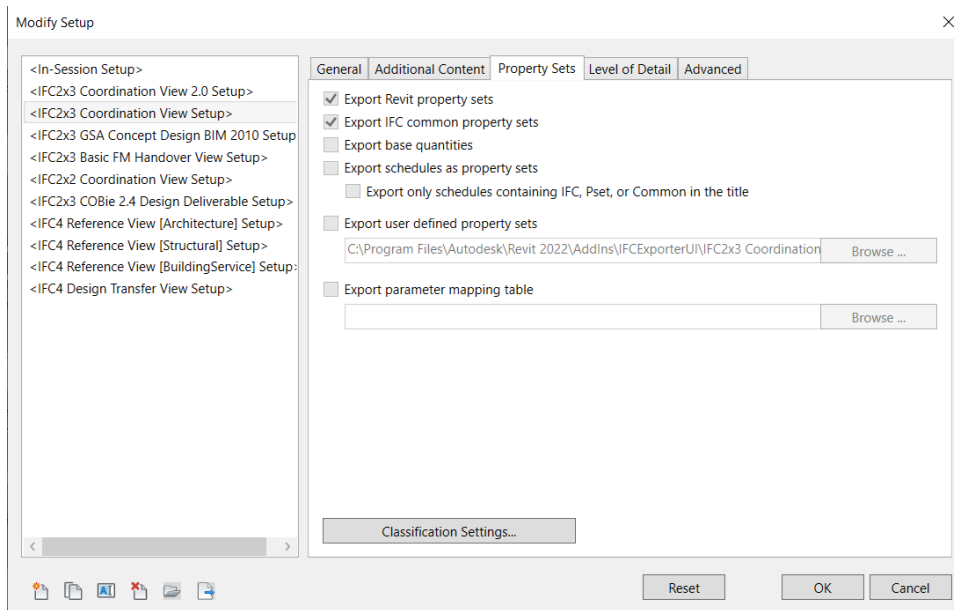 Modify Setup
<In-Session Setup>
<IFC2x3 Coordination View 2.0 Setup>
<IFC2x3 Coordination View Setup>
<IFC2x3 GSA Concept Design BIM 2010 Setup
<IFC2x3 Basic FM Handover View Setup>
<IFC2x2 Coordination View Setup>
<IFC2x3 COBie 2.4 Design Deliverable Setup>
<IFC4 Reference View [Architecture] Setup>
<IFC4 Reference View [Structural] Setup>
<IFC4 Reference View [BuildingService] Setup>
<IFC4 Design Transfer View Setup>
General Additional Content Property Sets Level of Detail Advanced
Export Revit property sets
Export IFC common property sets
Export base quantities
Export schedules as property sets
Export only schedules containing IFC, Pset, or Common in the title
Export user defined property sets
C:\Program Files\Autodesk\Revit 2022\AddIns\IFCExporterUI\IFC2x3 Coordination Browse ...
Export parameter mapping table
Browse ...
Classification Settings...
Reset OK Cancel